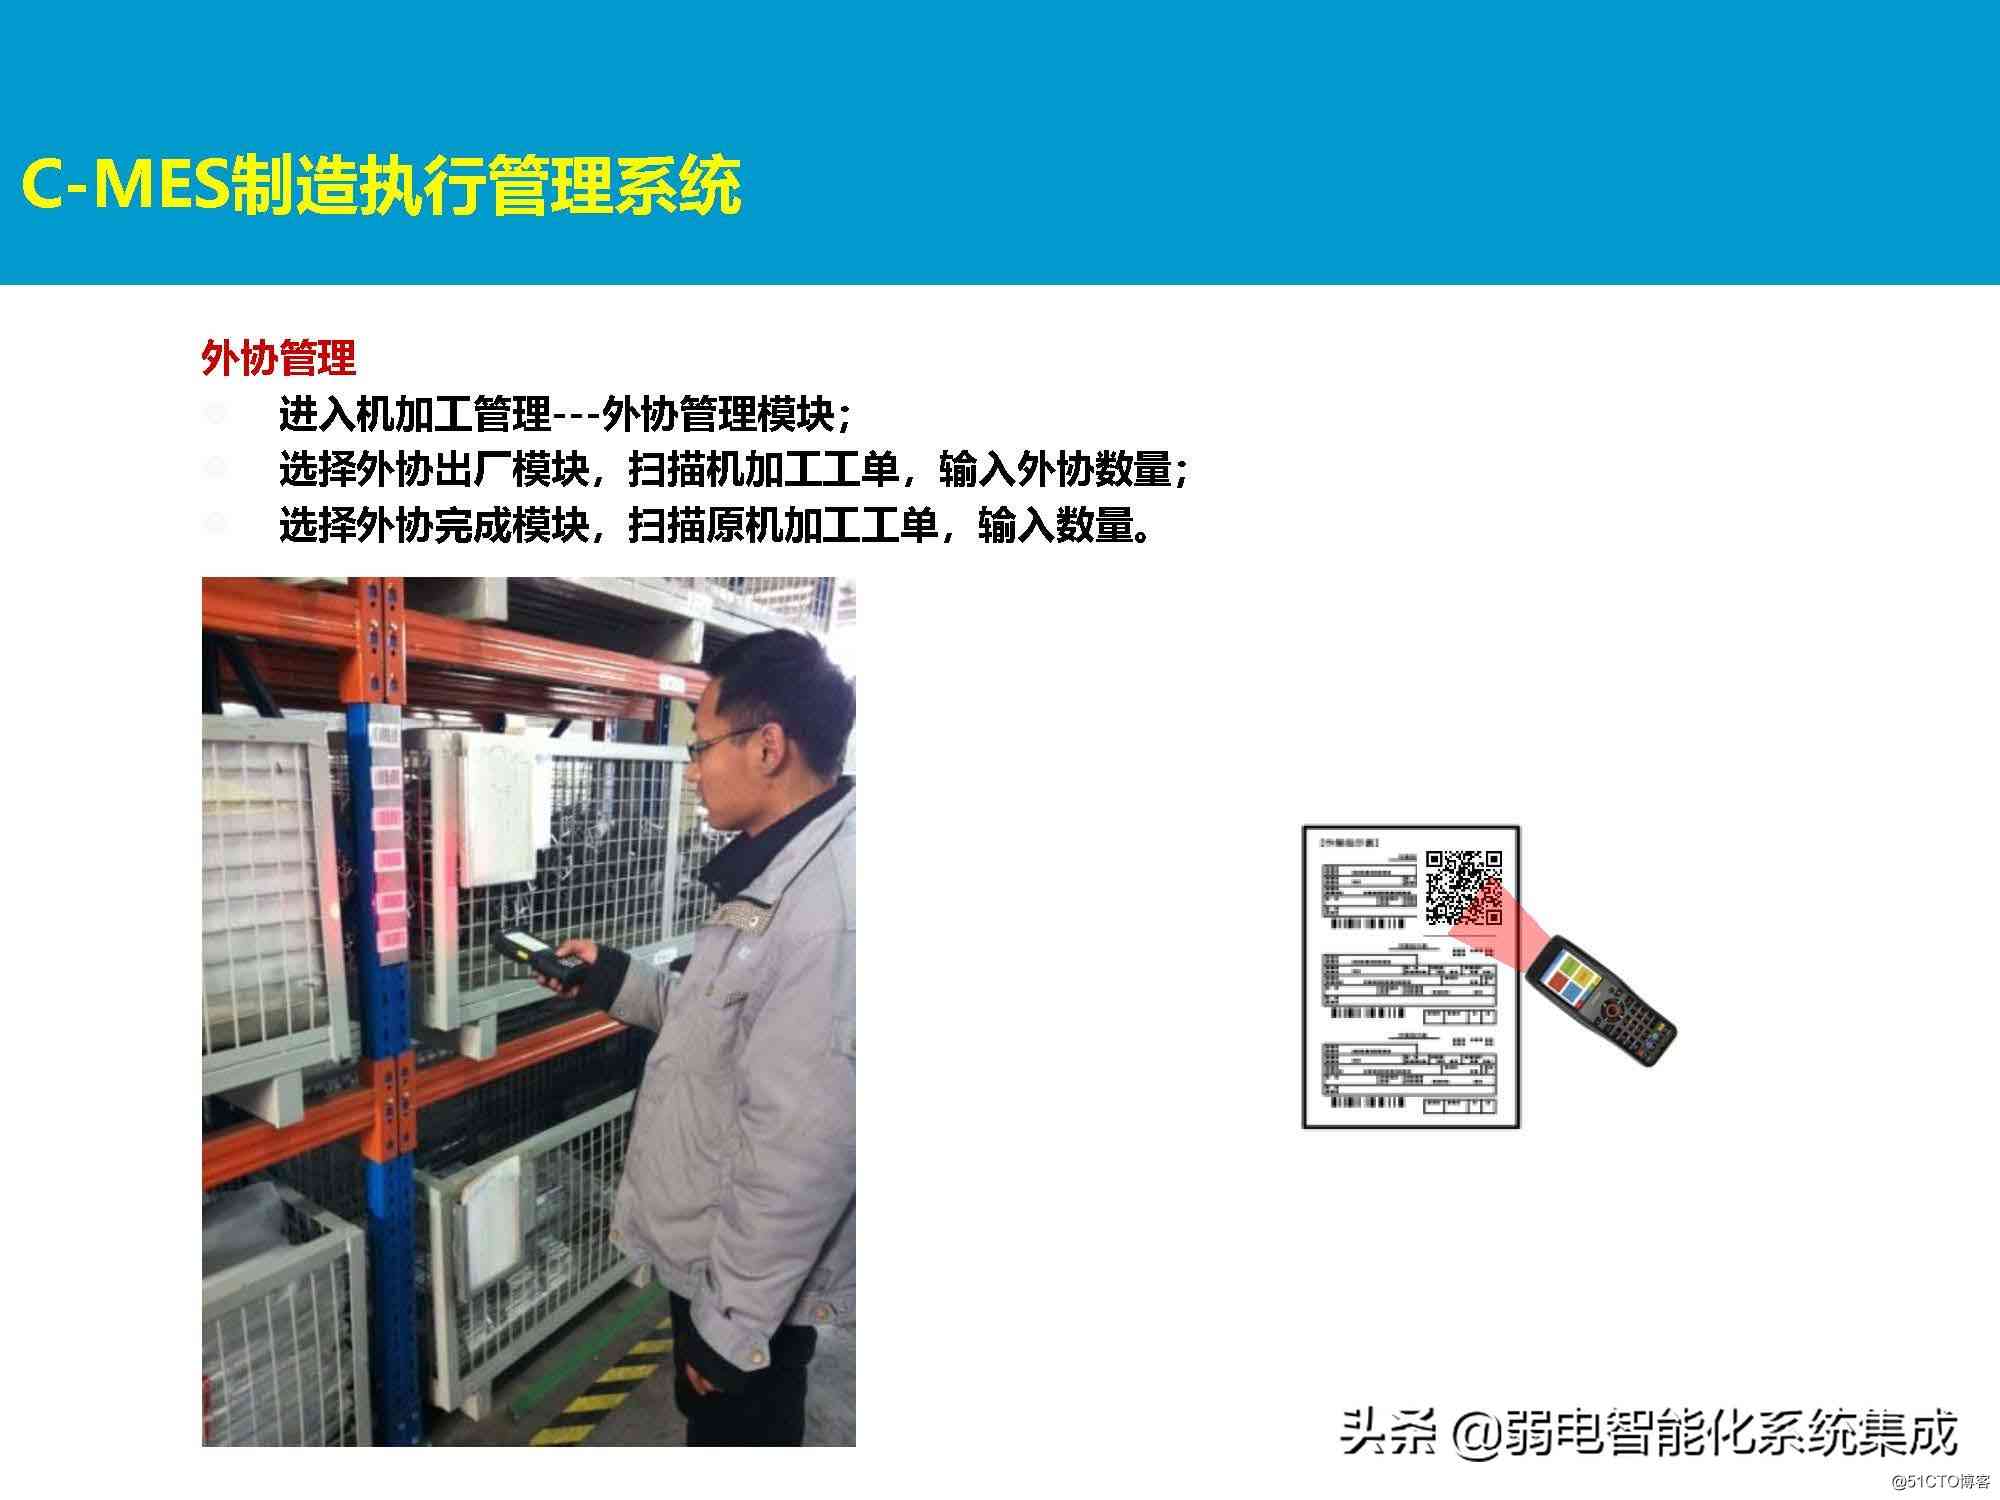 C-MES制造执行管理系统
外协管理
进入机加工管理---外协管理模块；
选择外协出厂模块，扫描机加工工单，输入外协数量；
选择外协完成模块，扫描原机加工工单，输入数量。
头条 @弱电智能化系统集成
@51CTO博客